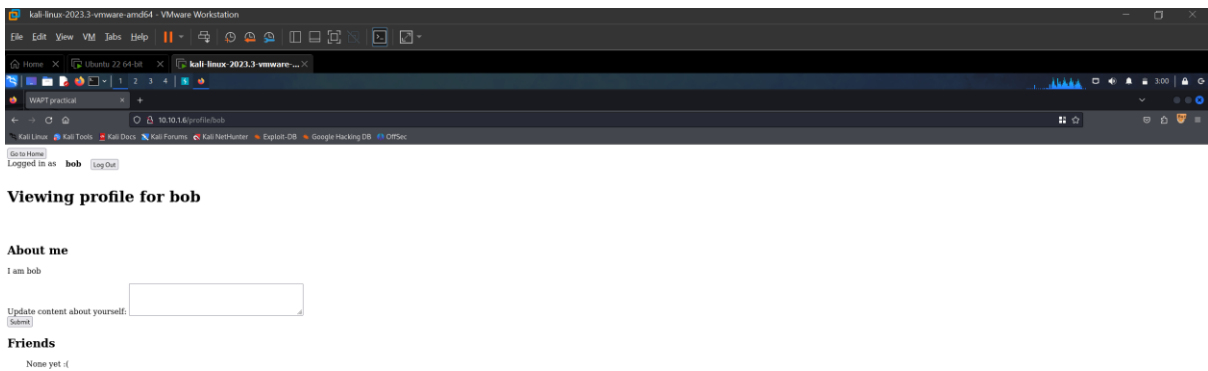 kali-linux-2023.3-vmware-amd64 - VMware Workstation
File Edit View VM Tabs Help
Home Ubuntu 22 64-bit kali-linux-2023.3-vmware-...
1 2 3 4 3:00
WAPT practical
10.10.1.6/profile/bob
Kali Linux Kali Tools Kali Docs Kali Forums Kali NetHunter Exploit-DB Google Hacking DB OffSec
Go to Home
Logged in as bob Log Out
Viewing profile for bob
About me
I am bob
Update content about yourself:
Submit
Friends
None yet :(